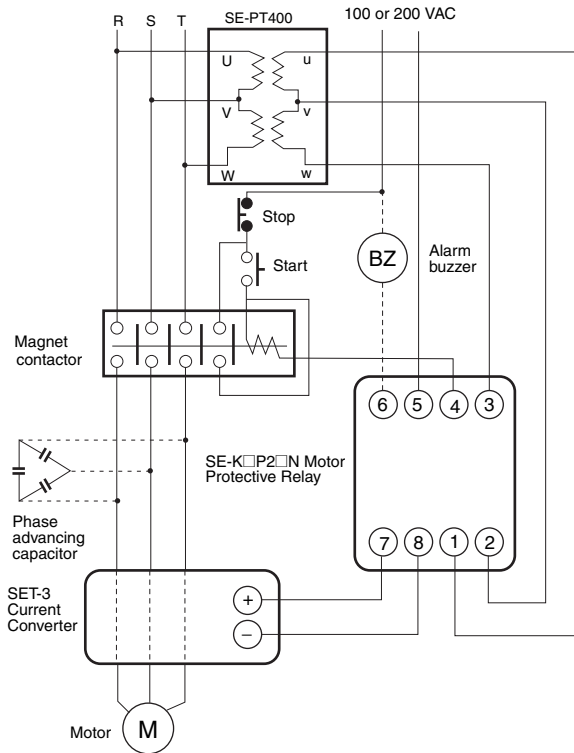 SE-PT400
100 or 200 VAC
R S T
U u
V v
W w
Stop
Start
BZ
Alarm
buzzer
Magnet
contactor
6 5 4 3
SE-K□P2□N Motor
Protective Relay
7 8 1 2
Phase
advancing
capacitor
SET-3
Current
Converter
+
−
Motor
M